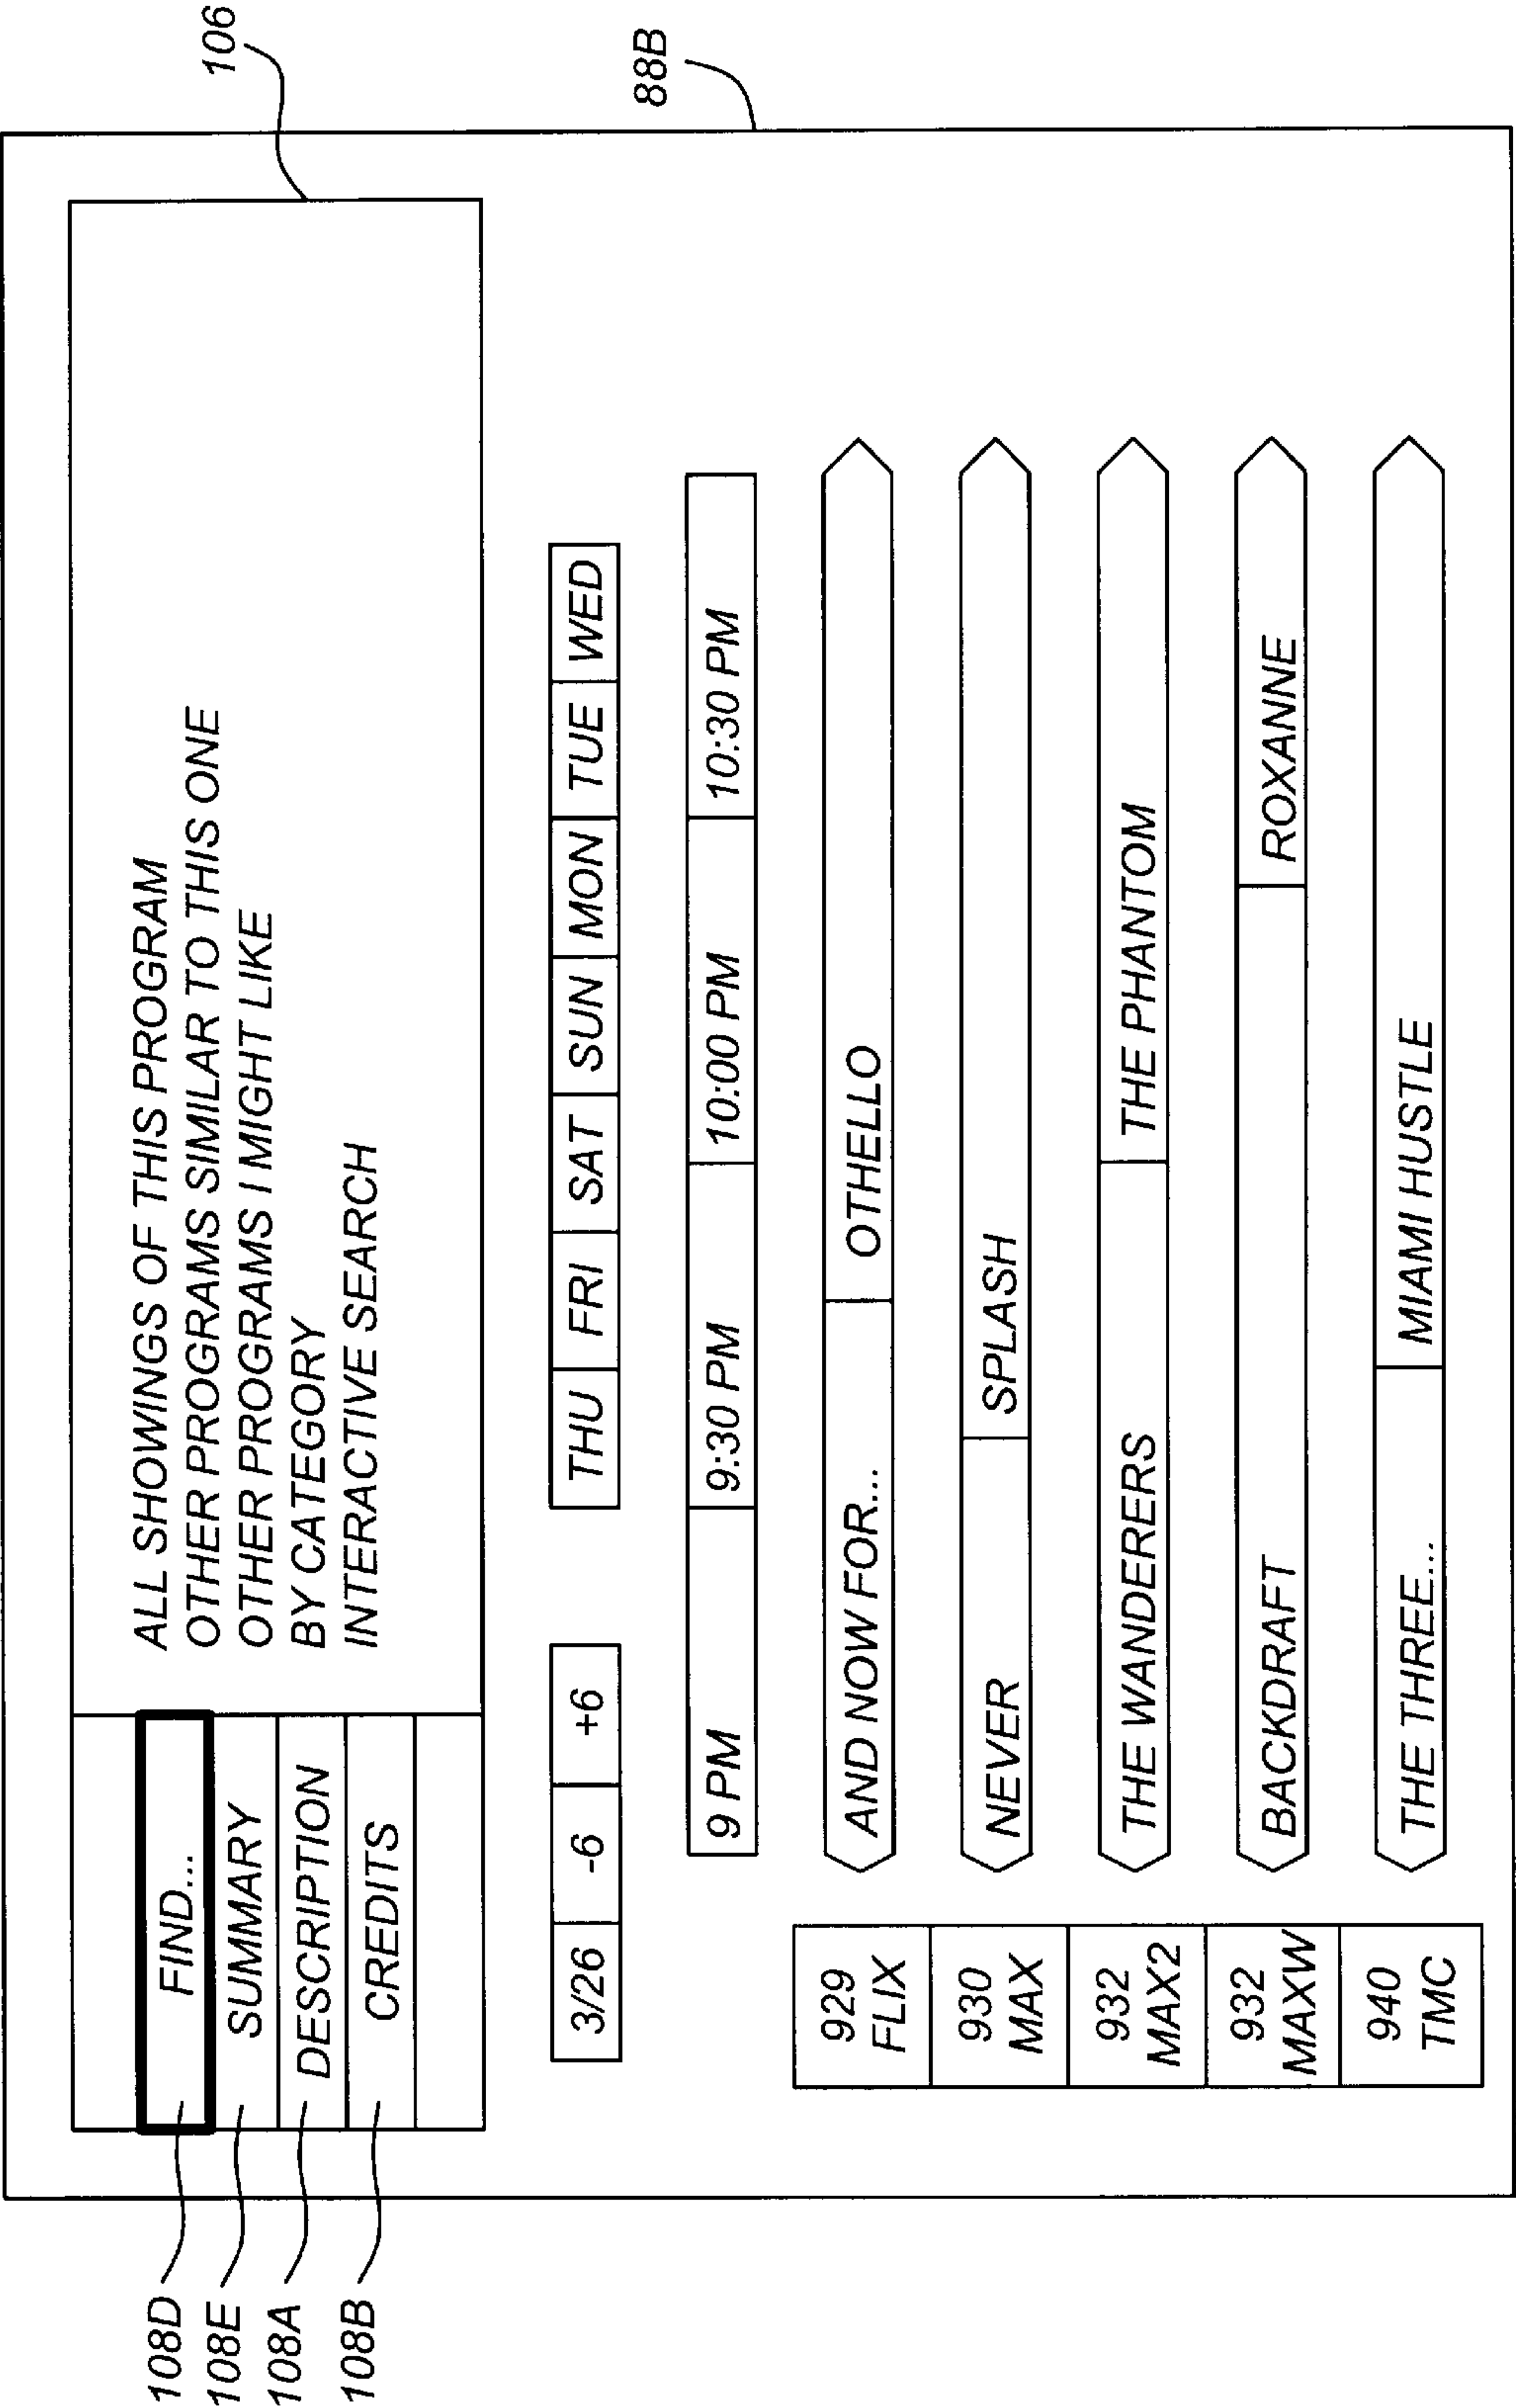 106
ALL SHOWINGS OF THIS PROGRAM
108D
FIND...
OTHER PROGRAMS SIMILAR TO THIS ONE
108E
SUMMARY
OTHER PROGRAMS I MIGHT LIKE
108A
DESCRIPTION
BY CATEGORY
108B
CREDITS
INTERACTIVE SEARCH
3/26 -6 +6 THU FRI SAT SUN MON TUE WED
88B
9 PM 9:30 PM 10:00 PM 10:30 PM
929
FLIX
AND NOW FOR... OTHELLO
930
MAX
NEVER SPLASH
932
MAX2
THE WANDERERS THE PHANTOM
932
MAXW
BACKDRAFT ROXANNE
940
TMC
THE THREE... MIAMI HUSTLE